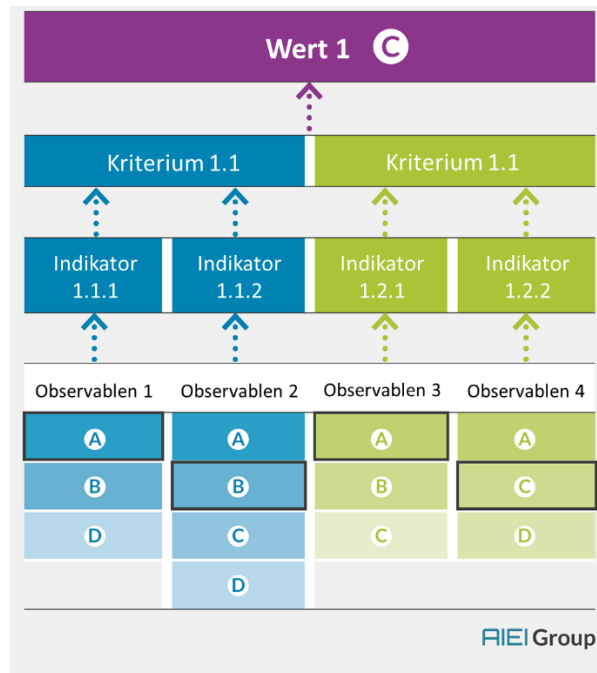 Wert 1 C
Kriterium 1.1 Kriterium 1.1
Indikator Indikator Indikator Indikator
1.1.1 1.1.2 1.2.1 1.2.2
Observablen 1 Observablen 2 Observablen 3 Observablen 4
A A A A
B B B C
D C C D
D
AIEI Group